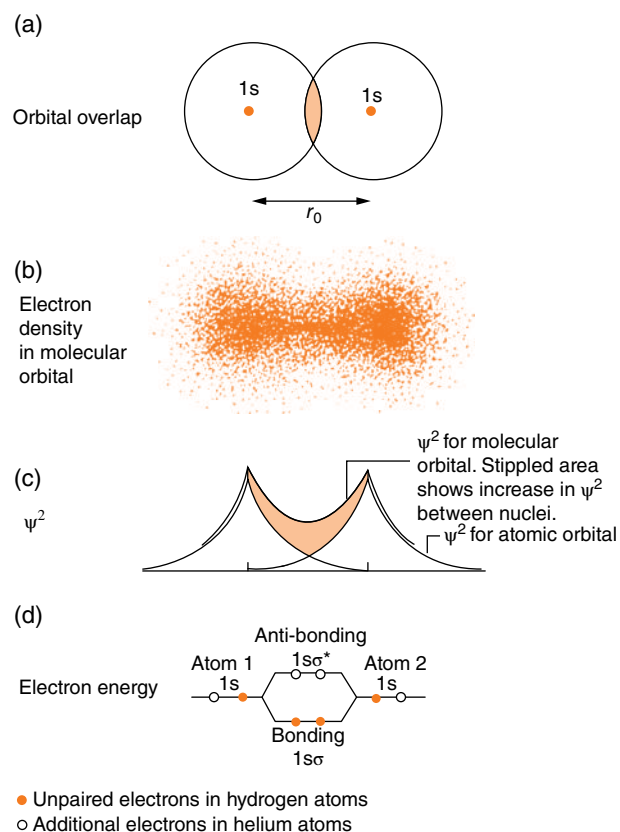 (a)
1s
1s
Orbital overlap
r0
(b)
Electron
density
in molecular
orbital
ψ2 for molecular
orbital. Stippled area
shows increase in ψ2
between nuclei.
(c)
ψ2
ψ2 for atomic orbital
(d)
Anti-bonding
1sσ*
Atom 1
Atom 2
1s
1s
Electron energy
Bonding
1sσ
Unpaired electrons in hydrogen atoms
Additional electrons in helium atoms